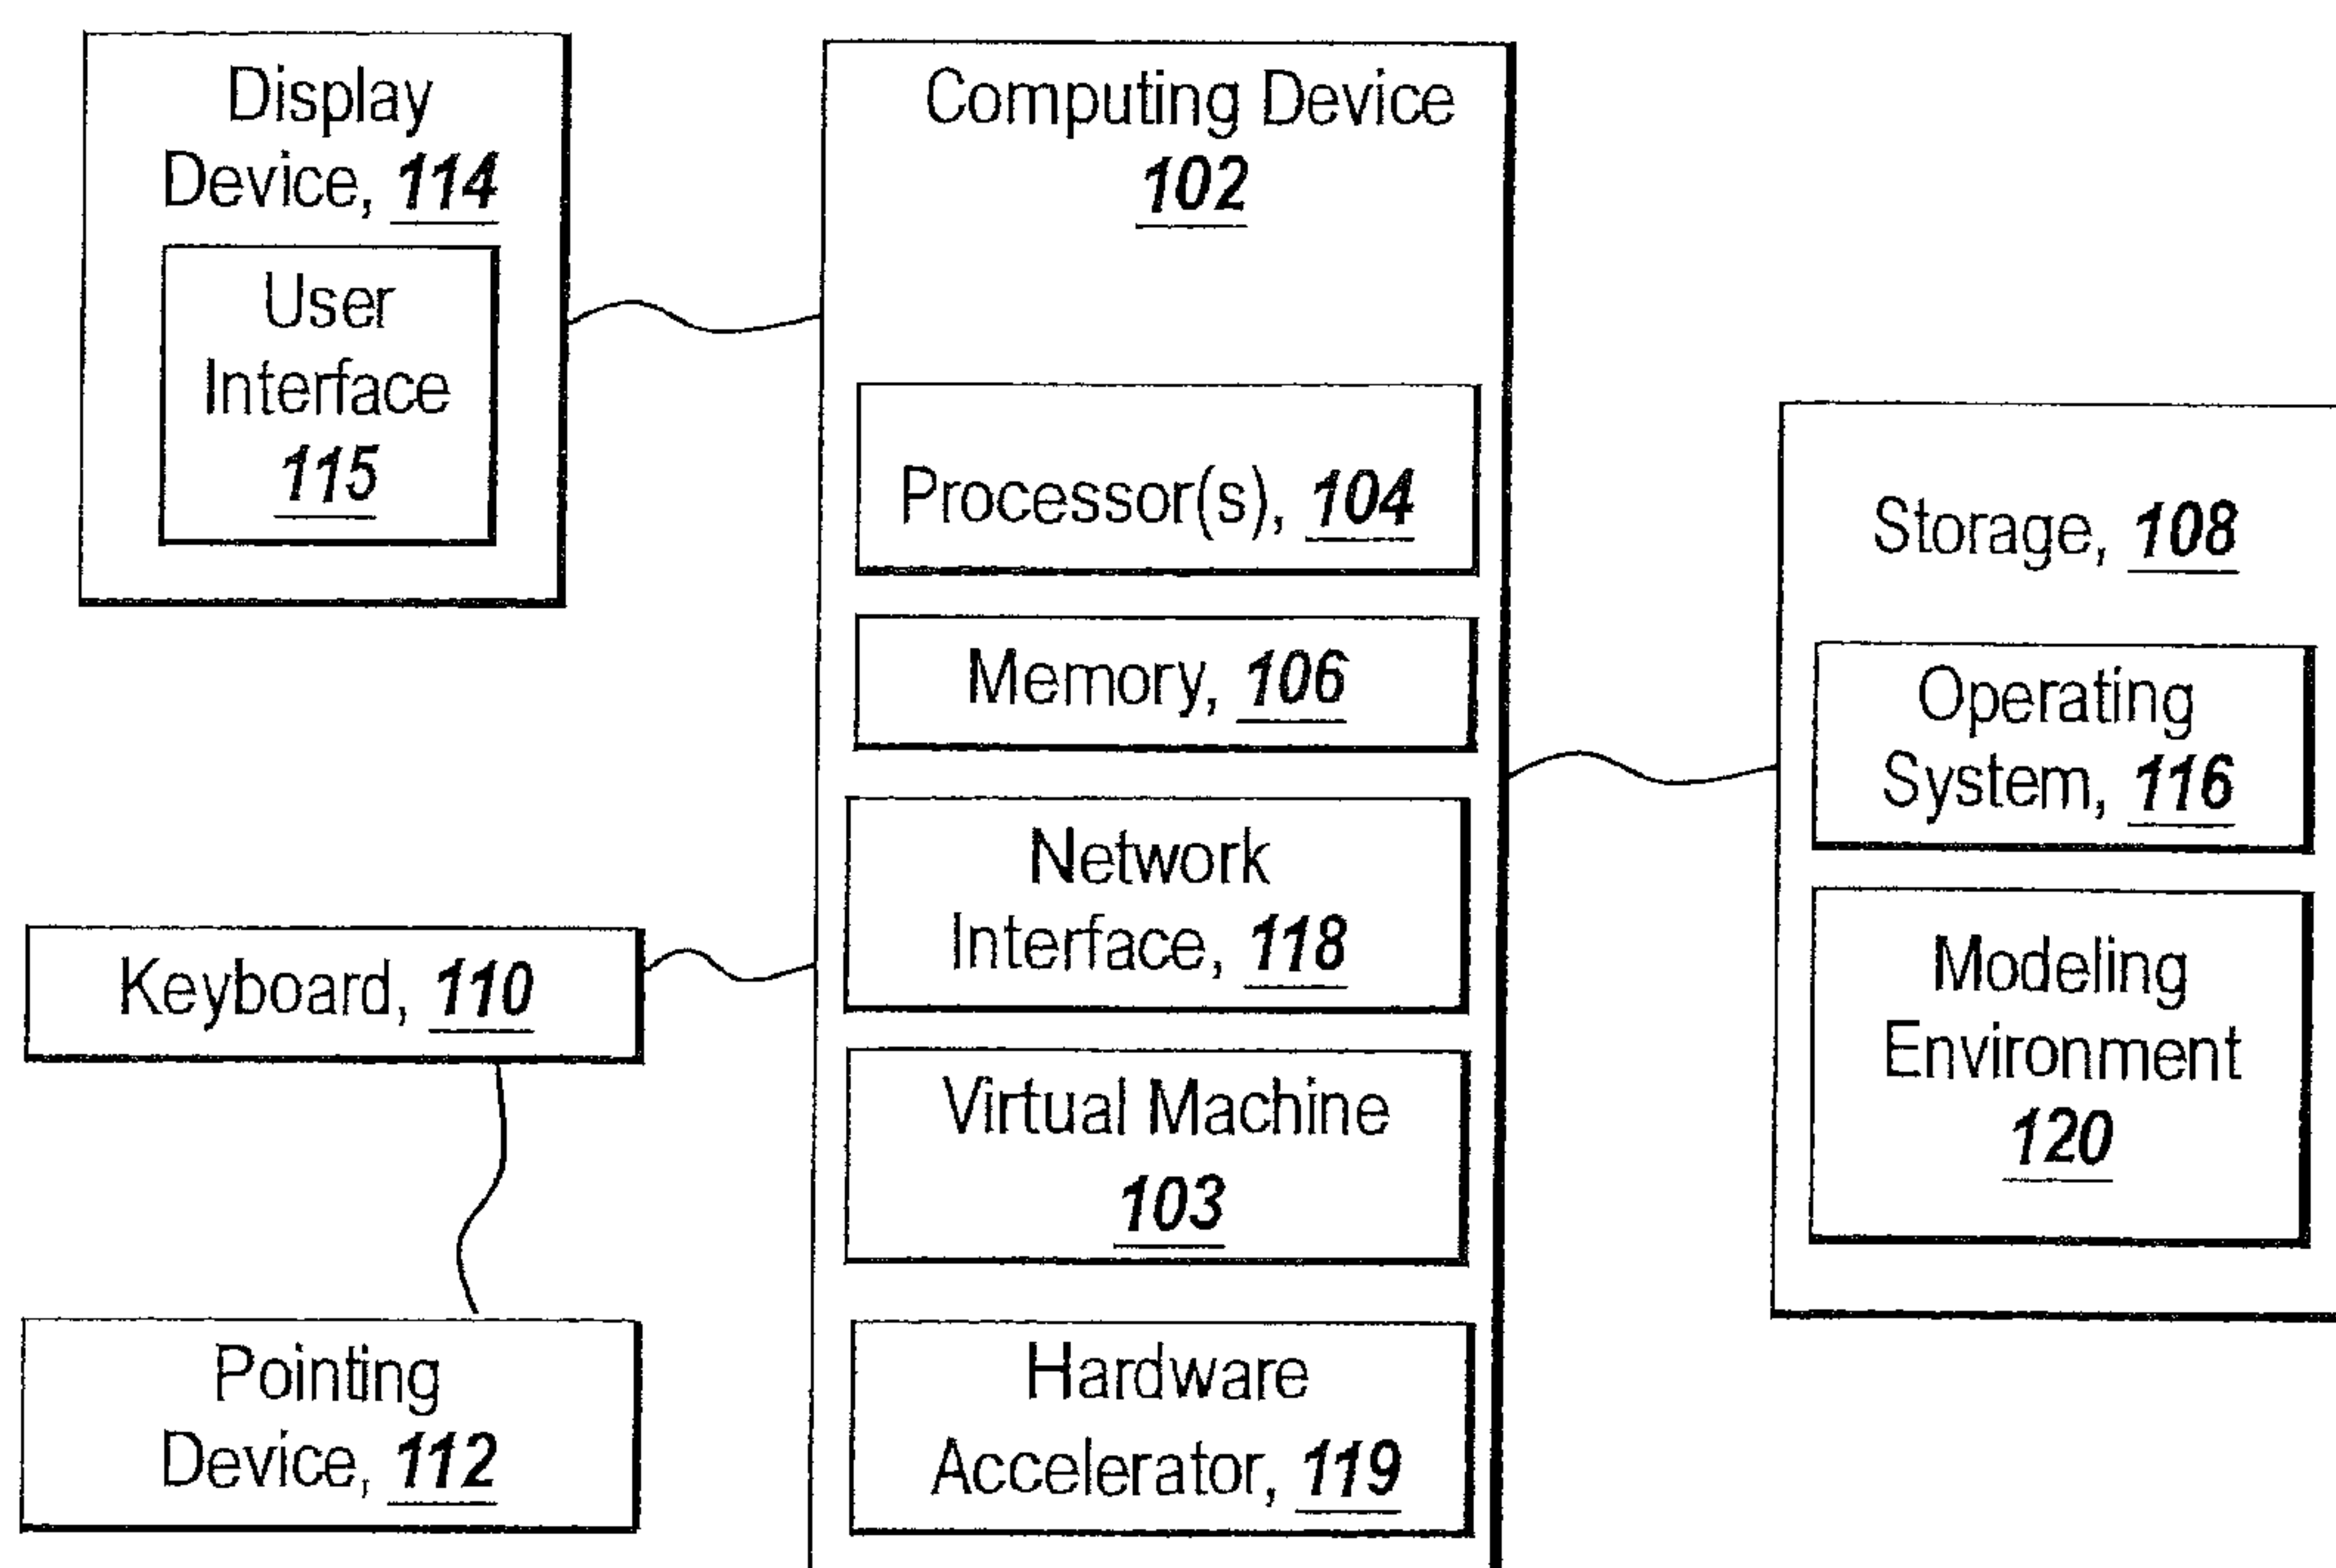 Display
Device, 114
User
Interface
115
Computing Device
102
Processor(s), 104
Memory, 106
Network
Interface, 118
Virtual Machine
103
Hardware
Accelerator, 119
Keyboard, 110
Pointing
Device, 112
Storage, 108
Operating
System, 116
Modeling
Environment
120